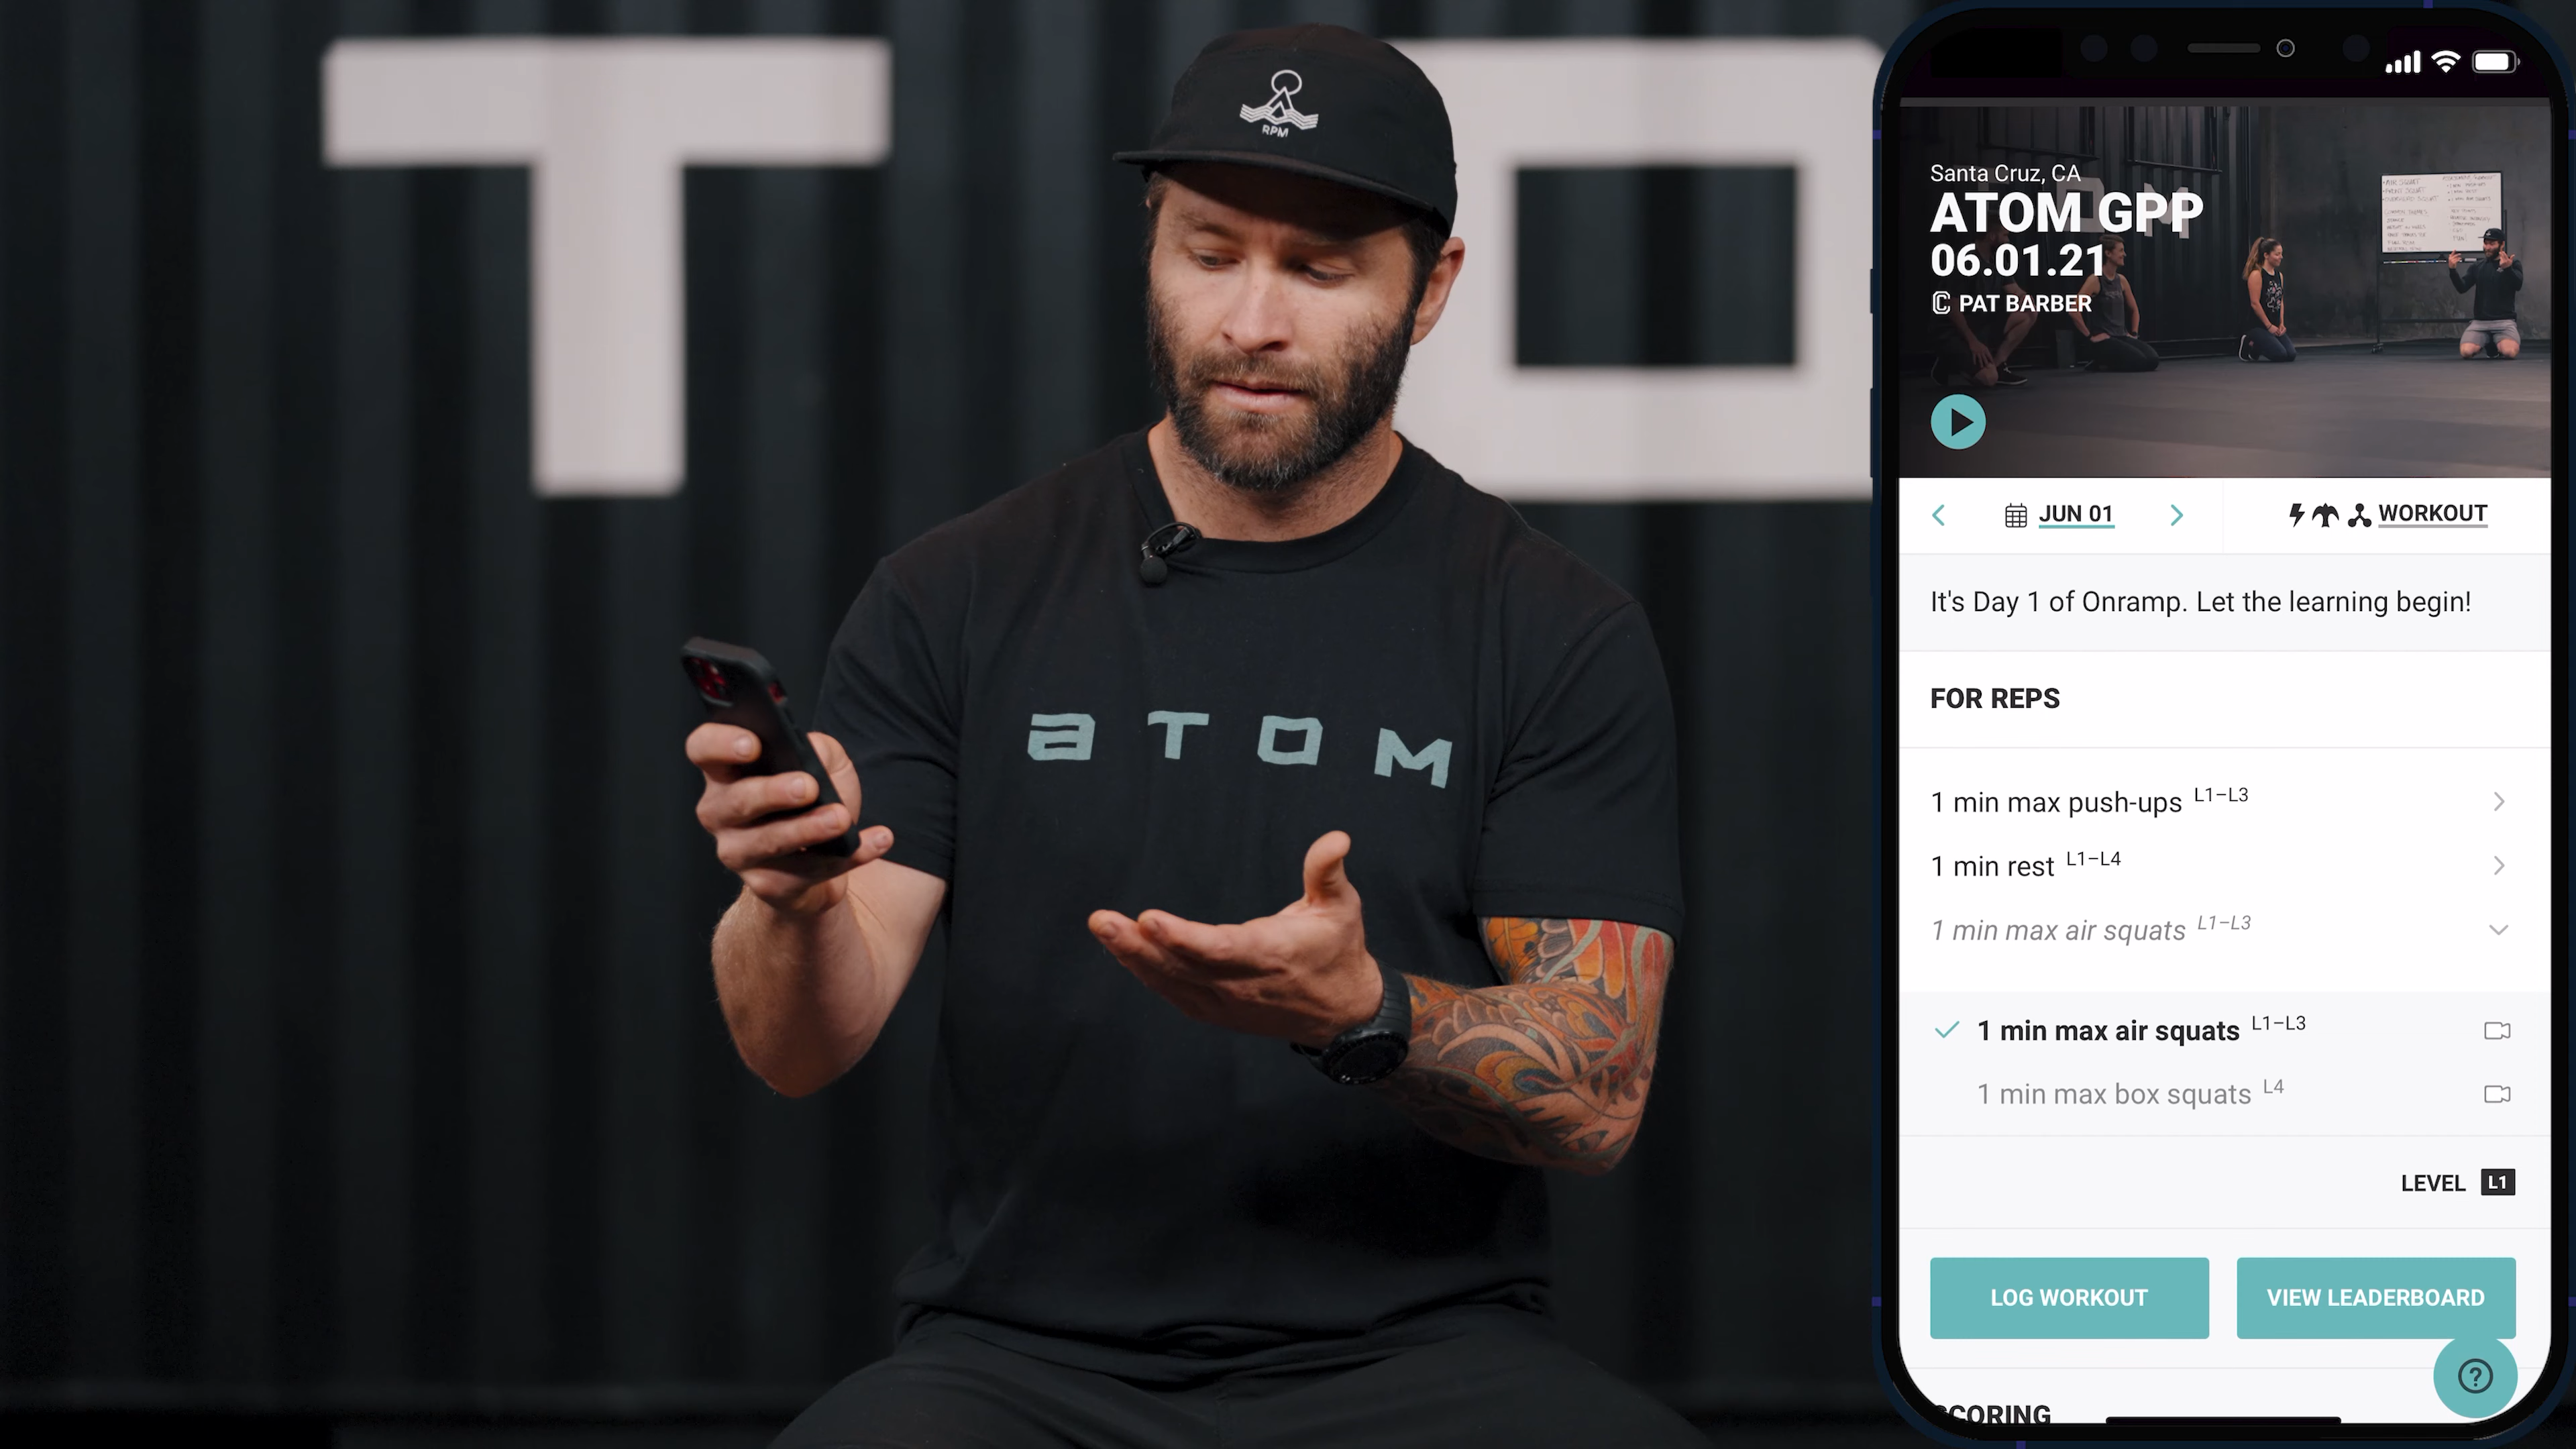 T O
RPM
aTOM
Santa Cruz, CA
ATOM GPP
06.01.21
PAT BARBER
JUN 01
WORKOUT
It's Day 1 of Onramp. Let the learning begin!
FOR REPS
1 min max push-ups L1–L3
1 min rest L1–L4
1 min max air squats L1–L3
1 min max air squats L1–L3
1 min max box squats L4
LEVEL L1
LOG WORKOUT
VIEW LEADERBOARD
?
SCORING